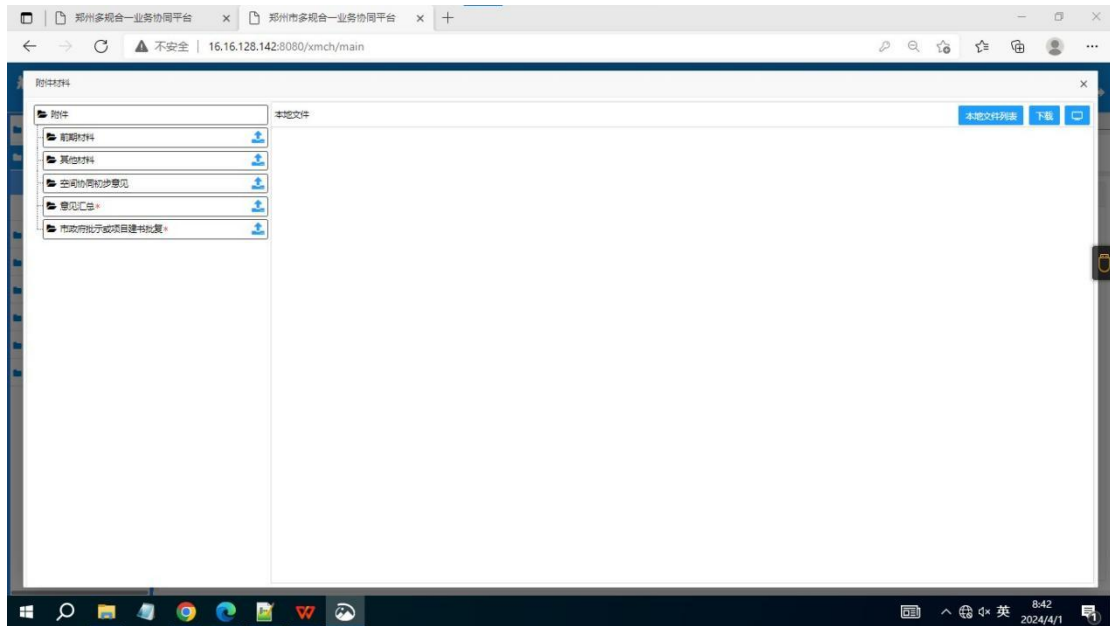 郑州多规合一业务协同平台
郑州市多规合一业务协同平台
不安全 16.16.128.142:8080/xmch/main
附件材料
附件
本地文件
本地文件列表 下载
前期材料
其他材料
空间协同初步意见
意见汇总*
市政府批示或项目建书批复*
英
8:42
2024/4/1
1